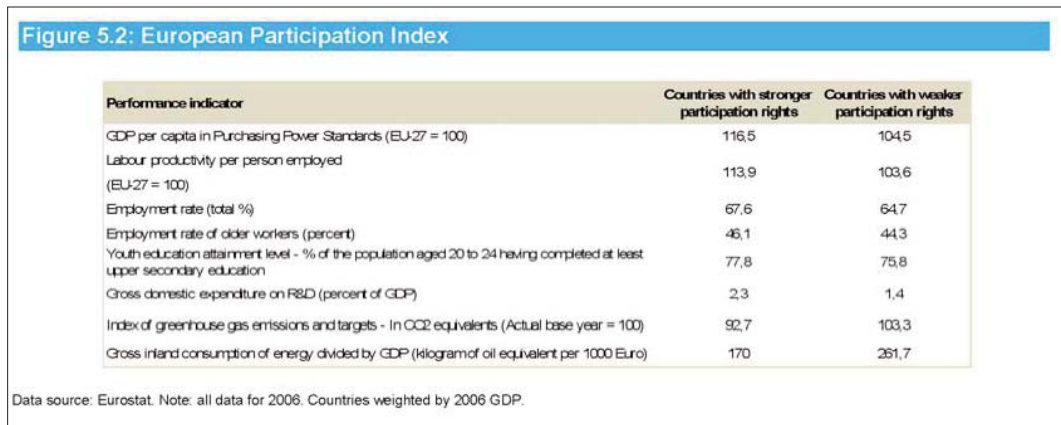 Figure 5.2: European Participation Index
Performance indicator
Countries with stronger participation rights
Countries with weaker participation rights
GDP per capita in Purchasing Power Standards (EU-27 = 100) 116,5 104,5
Labour productivity per person employed
(EU-27 = 100) 113,9 103,6
Employment rate (total %) 67,6 64,7
Employment rate of older workers (percent) 46,1 44,3
Youth education attainment level - % of the population aged 20 to 24 having completed at least
upper secondary education 77,8 75,8
Gross domestic expenditure on R&D (percent of GDP) 2,3 1,4
Index of greenhouse gas emissions and targets - In CO2 equivalents (Actual base year = 100) 92,7 103,3
Gross inland consumption of energy divided by GDP (kilogram of oil equivalent per 1000 Euro) 170 261,7
Data source: Eurostat. Note: all data for 2006. Countries weighted by 2006 GDP.